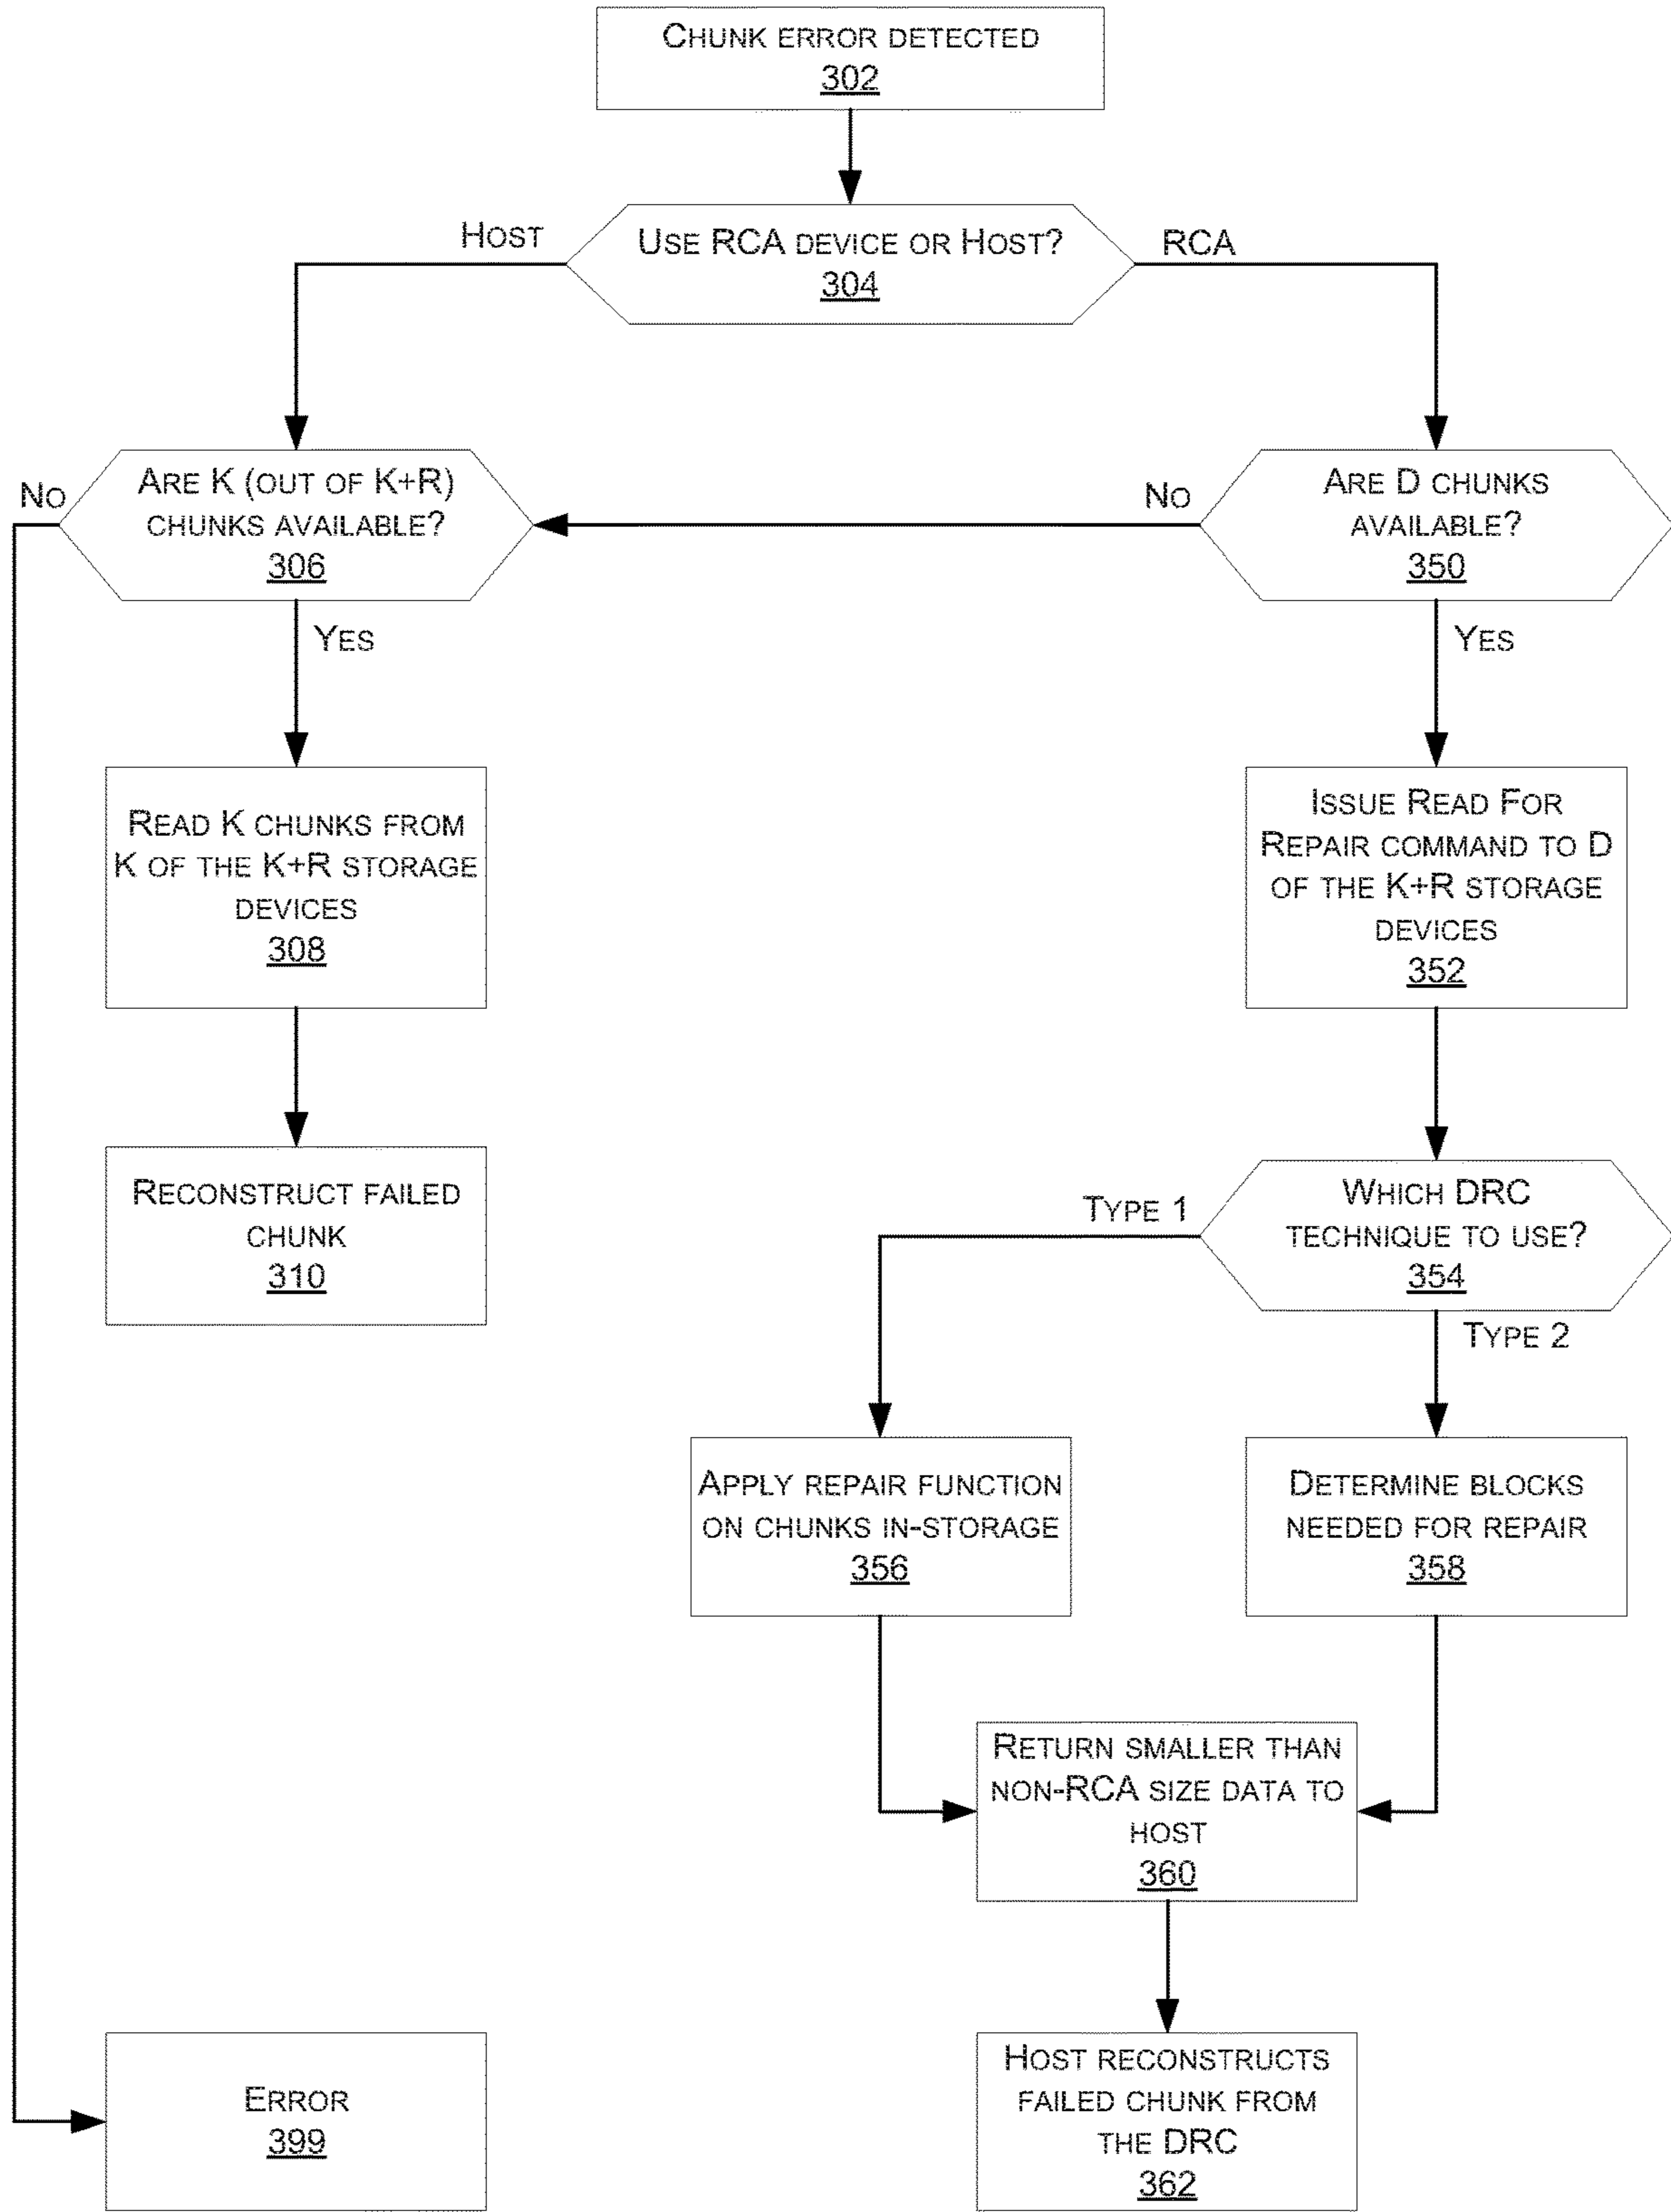 CHUNK ERROR DETECTED
302
USE RCA DEVICE OR HOST?
304
HOST
RCA
ARE K (OUT OF K+R)
CHUNKS AVAILABLE?
306
NO
YES
ARE D CHUNKS
AVAILABLE?
350
NO
YES
READ K CHUNKS FROM
K OF THE K+R STORAGE
DEVICES
308
ISSUE READ FOR
REPAIR COMMAND TO D
OF THE K+R STORAGE
DEVICES
352
RECONSTRUCT FAILED
CHUNK
310
WHICH DRC
TECHNIQUE TO USE?
354
TYPE 1
TYPE 2
APPLY REPAIR FUNCTION
ON CHUNKS IN-STORAGE
356
DETERMINE BLOCKS
NEEDED FOR REPAIR
358
RETURN SMALLER THAN
NON-RCA SIZE DATA TO
HOST
360
ERROR
399
HOST RECONSTRUCTS
FAILED CHUNK FROM
THE DRC
362